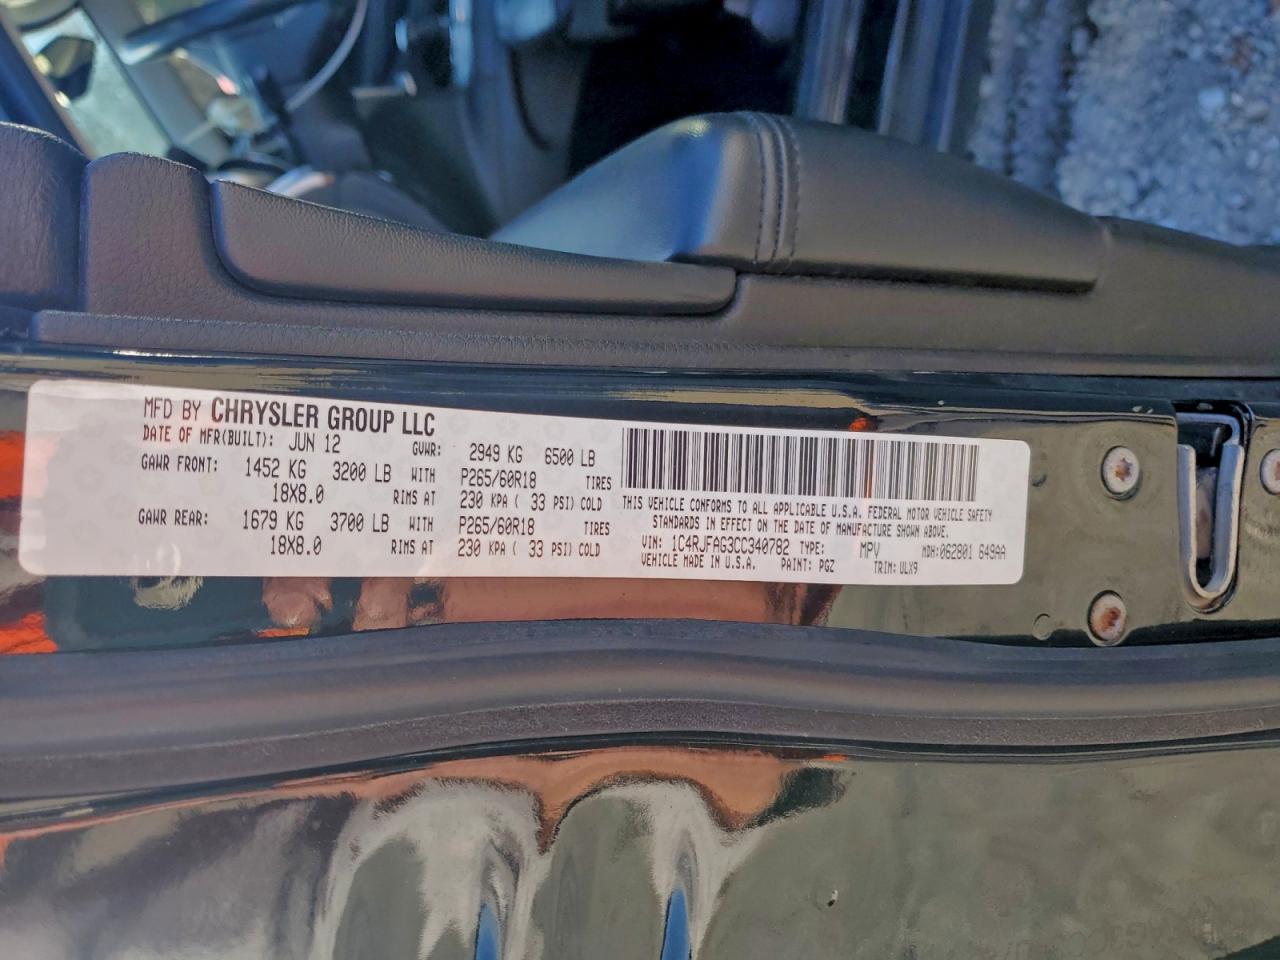 MFD BY CHRYSLER GROUP LLC
DATE OF MFR(BUILT): JUN 12 GVWR: 2949 KG 6500 LB
GAWR FRONT: 1452 KG 3200 LB WITH P265/60R18 TIRES
18X8.0 RIMS AT 230 KPA ( 33 PSI) COLD
GAWR REAR: 1679 KG 3700 LB WITH P265/60R18 TIRES
18X8.0 RIMS AT 230 KPA ( 33 PSI) COLD
THIS VEHICLE CONFORMS TO ALL APPLICABLE U.S.A. FEDERAL MOTOR VEHICLE SAFETY
STANDARDS IN EFFECT ON THE DATE OF MANUFACTURE SHOWN ABOVE.
VIN: 1C4RJFAG3CC340782 TYPE: MPV MDH:062801 649AA
VEHICLE MADE IN U.S.A. PAINT: PGZ TRIM: ULX9